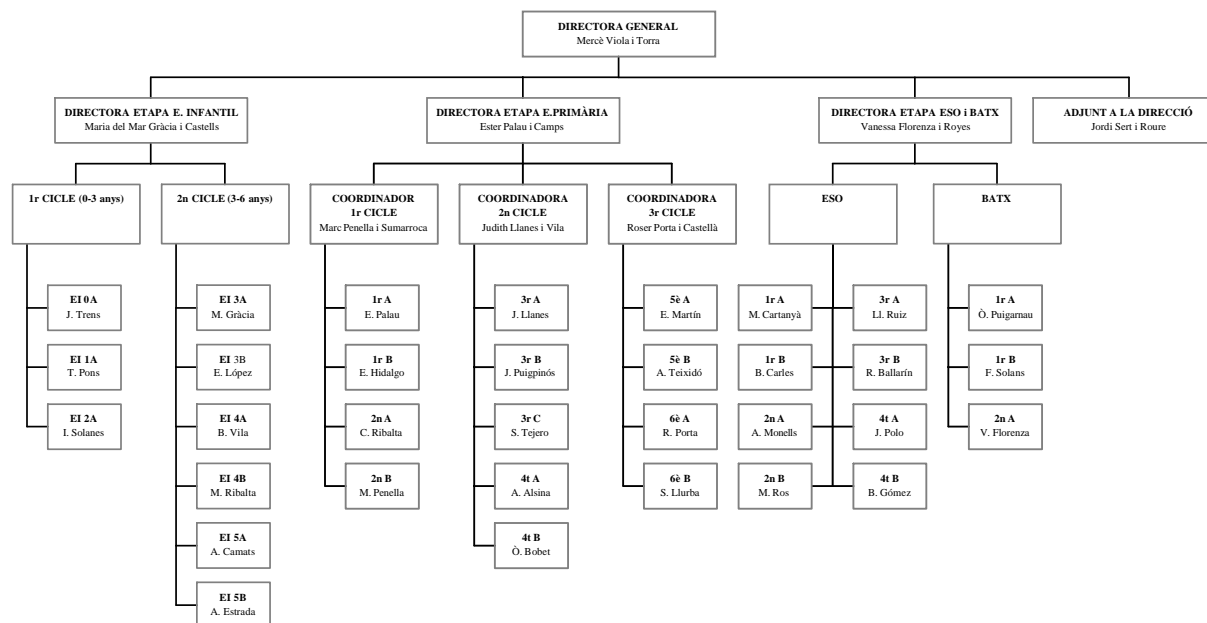 DIRECTORA GENERAL
Mercè Viola i Torra
DIRECTORA ETAPA E. INFANTIL
Maria del Mar Gràcia i Castells
DIRECTORA ETAPA E.PRIMÀRIA
Ester Palau i Camps
DIRECTORA ETAPA ESO i BATX
Vanessa Florenza i Royes
ADJUNT A LA DIRECCIÓ
Jordi Sert i Roure
1r CICLE (0-3 anys)
2n CICLE (3-6 anys)
COORDINADOR
1r CICLE
Marc Penella i Sumarroca
COORDINADORA
2n CICLE
Judith Llanes i Vila
COORDINADORA
3r CICLE
Roser Porta i Castellà
ESO
BATX
EI 0A
J. Trens
EI 1A
T. Pons
EI 2A
I. Solanes
EI 3A
M. Gràcia
EI 3B
E. López
EI 4A
B. Vila
EI 4B
M. Ribalta
EI 5A
A. Camats
EI 5B
A. Estrada
1r A
E. Palau
1r B
E. Hidalgo
2n A
C. Ribalta
2n B
M. Penella
3r A
J. Llanes
3r B
J. Puigpinós
3r C
S. Tejero
4t A
A. Alsina
4t B
Ò. Bobet
5è A
E. Martín
5è B
A. Teixidó
6è A
R. Porta
6è B
S. Llurba
1r A
M. Cartanyà
1r B
B. Carles
2n A
A. Monells
2n B
M. Ros
3r A
Ll. Ruiz
3r B
R. Ballarín
4t A
J. Polo
4t B
B. Gómez
1r A
Ò. Puigarnau
1r B
F. Solans
2n A
V. Florenza